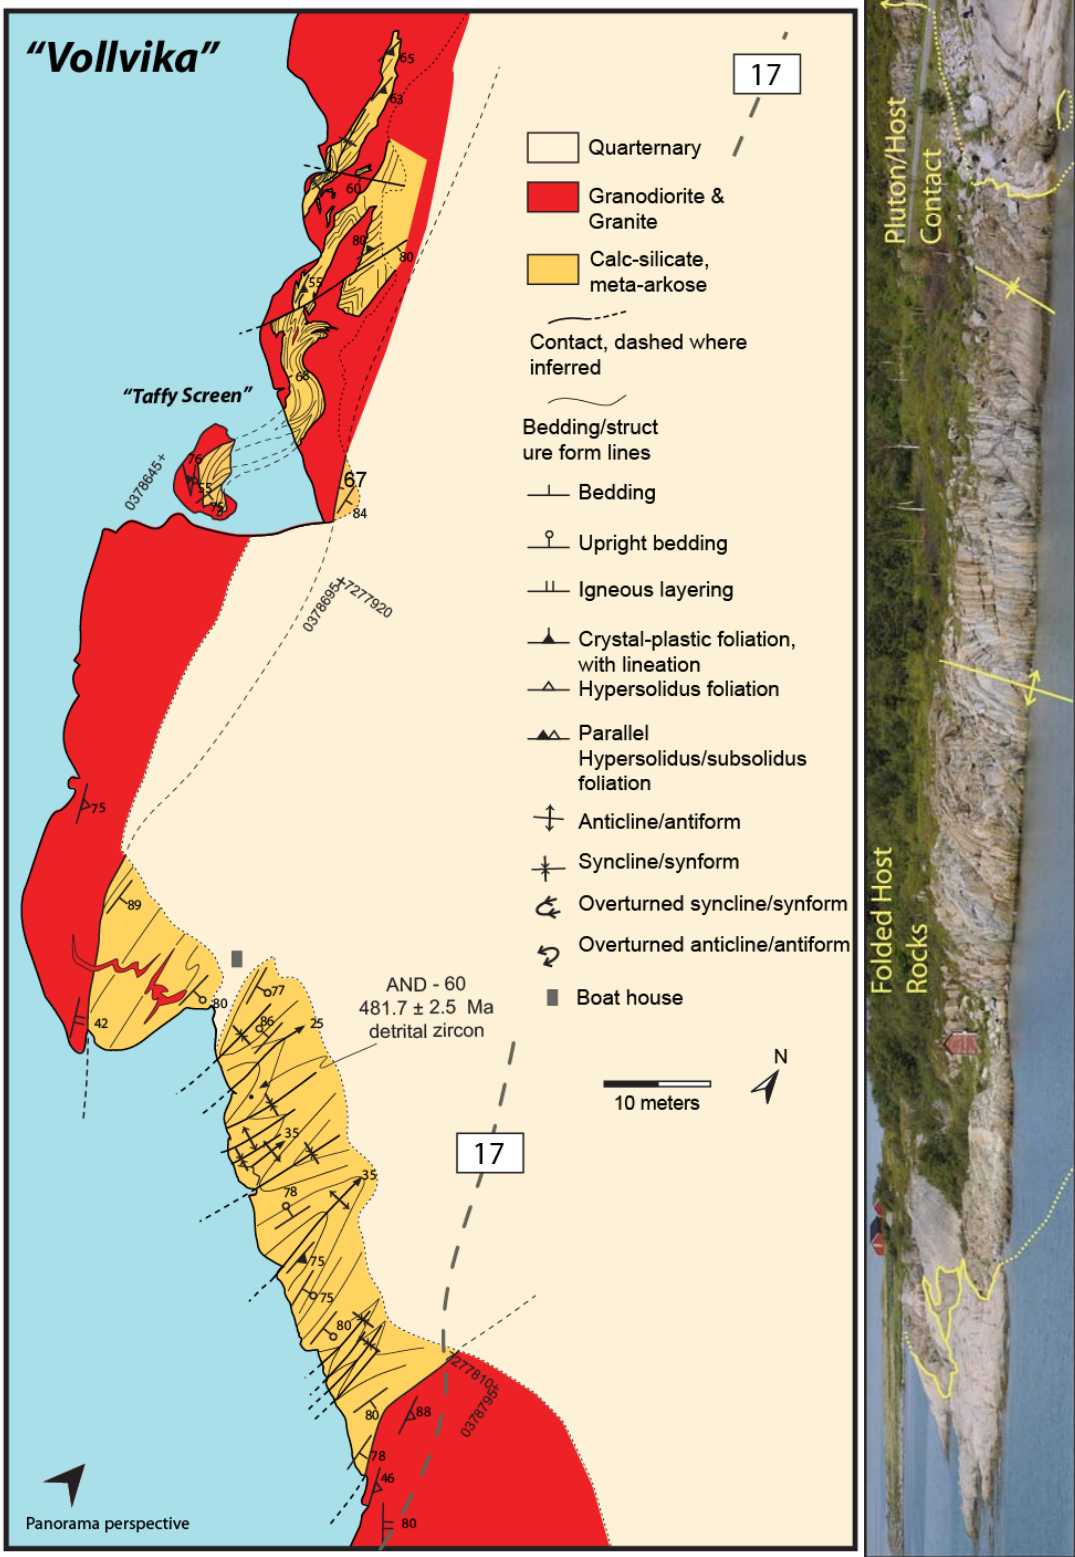 “Vollvika”
17
65
63
60
80
80
55
68
Quarternary
Granodiorite &
Granite
Calc-silicate,
meta-arkose
Contact, dashed where
inferred
Bedding/struct
ure form lines
Bedding
Upright bedding
Igneous layering
Crystal-plastic foliation,
with lineation
Hypersolidus foliation
Parallel
Hypersolidus/subsolidus
foliation
Anticline/antiform
Syncline/synform
Overturned syncline/synform
Overturned anticline/antiform
Boat house
“Taffy Screen”
0378645+
76
55
75
67
84
0378695+
7277920
75
89
80
42
77
86
25
AND - 60
481.7 ± 2.5 Ma
detrital zircon
N
10 meters
17
35
35
78
75
75
80
7277810+
0378795+
80
88
78
46
80
Panorama perspective
Pluton/Host
Contact
Folded Host
Rocks